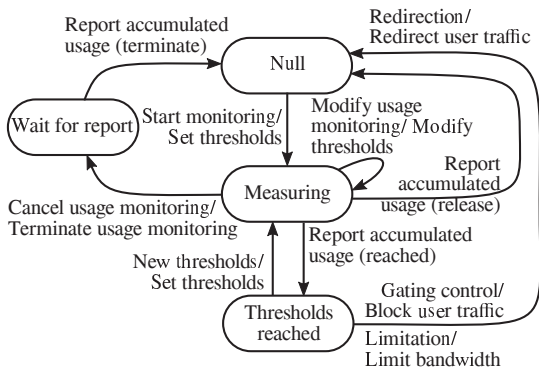 Report accumulated
usage (terminate)
Redirection/
Redirect user traffic
Null
Wait for report
Start monitoring/
Set thresholds
Modify usage
monitoring/ Modify
thresholds
Measuring
Report
accumulated
usage (release)
Cancel usage monitoring/
Terminate usage monitoring
Report accumulated
usage (reached)
New thresholds/
Set thresholds
Thresholds
reached
Gating control/
Block user traffic
Limitation/
Limit bandwidth